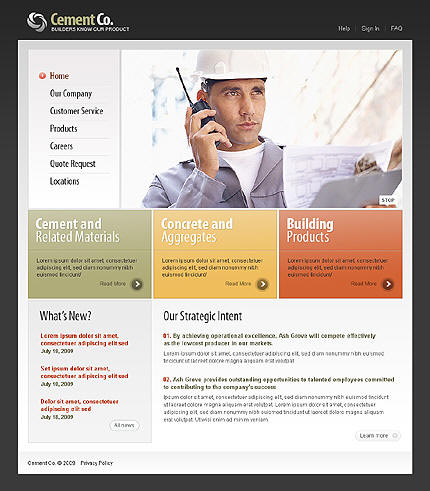 Cement Co.
BUILDERS KNOW OUR PRODUCT
Help | Sign In | FAQ
Home
Our Company
Customer Service
Products
Careers
Quote Request
Locations
STOP
Cement and
Related Materials
Lorem ipsum dolor sit amet, consectetuer
adipiscing elit, sed diam nonummy nibh
euismod tincidunt
Read More
Concrete and
Aggregates
Lorem ipsum dolor sit amet, consectetuer
adipiscing elit, sed diam nonummy nibh
euismod tincidunt
Read More
Building
Products
Lorem ipsum dolor sit amet, consectetuer
adipiscing elit, sed diam nonummy nibh
euismod tincidunt
Read More
What's New?
Lorem ipsum dolor sit amet,
consectetuer adipiscing elit sed
July 18, 2009
Set ipsum dolor sit amet,
consectetuer adipiscing elit sed
July 18, 2009
Dolor sit amet, consectetuer
adipiscing elit sed
July 18, 2009
All news
Our Strategic Intent
01. By achieving operational excellence, Ash Grove will compete effectively
as the lowest producer in our markets.
Lorem ipsum dolor sit amet, consectetuer adipiscing elit, sed diam nonummy nibh euismod tincidunt ut
laoreet magna aliquam erat volutpat.
02. Ash Grove provides outstanding opportunities to talented employees committed
to contributing to the company's success
Lorem ipsum dolor sit amet, consectetuer adipiscing elit, sed diam nonummy nibh euismod tincidunt ut
laoreet magna aliquam erat volutpat. Lorem ipsum dolor sit amet, consectetuer adipiscing elit, sed diam
nonummy nibh euismod tincidunt ut laoreet dolore magna aliquam erat volutpat.
Utwisi enim ad minim veniam.
Learn more
Cement Co. © 2009 Privacy Policy